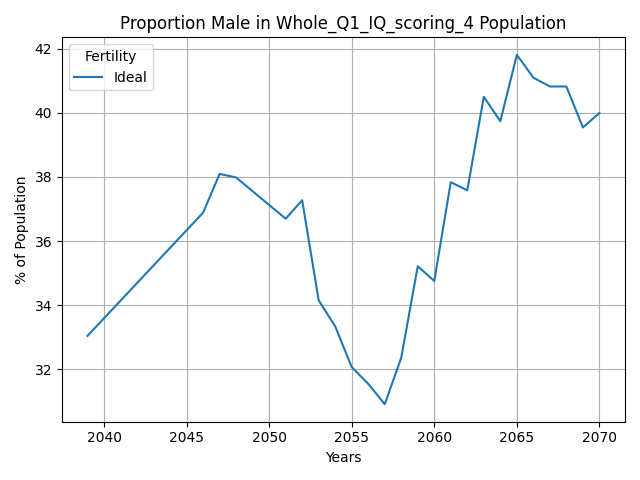 Proportion Male in Whole_Q1_IQ_scoring_4 Population
Fertility
Ideal
42
40
38
36
34
32
% of Population
2040 2045 2050 2055 2060 2065 2070
Years